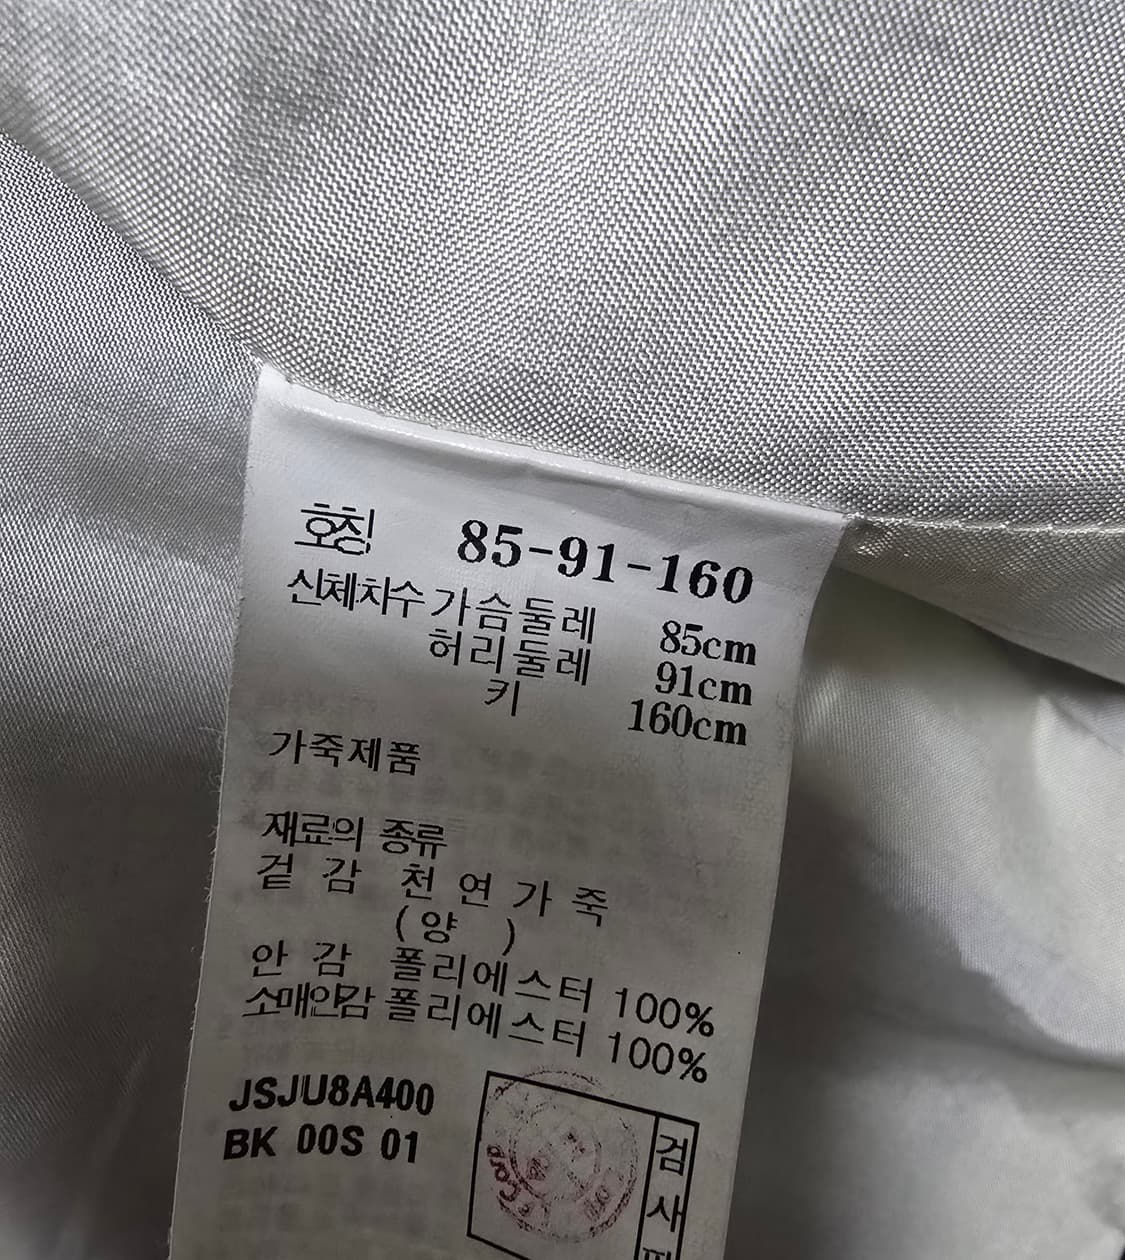 호칭 85-91-160
신체치수 가슴둘레 85cm
허리둘레 91cm
키 160cm
가죽제품
재료의 종류
겉 감 천연가죽
(양 )
안 감 폴리에스터 100%
소매안감 폴리에스터 100%
JSJU8A400
BK 00S 01
검
사